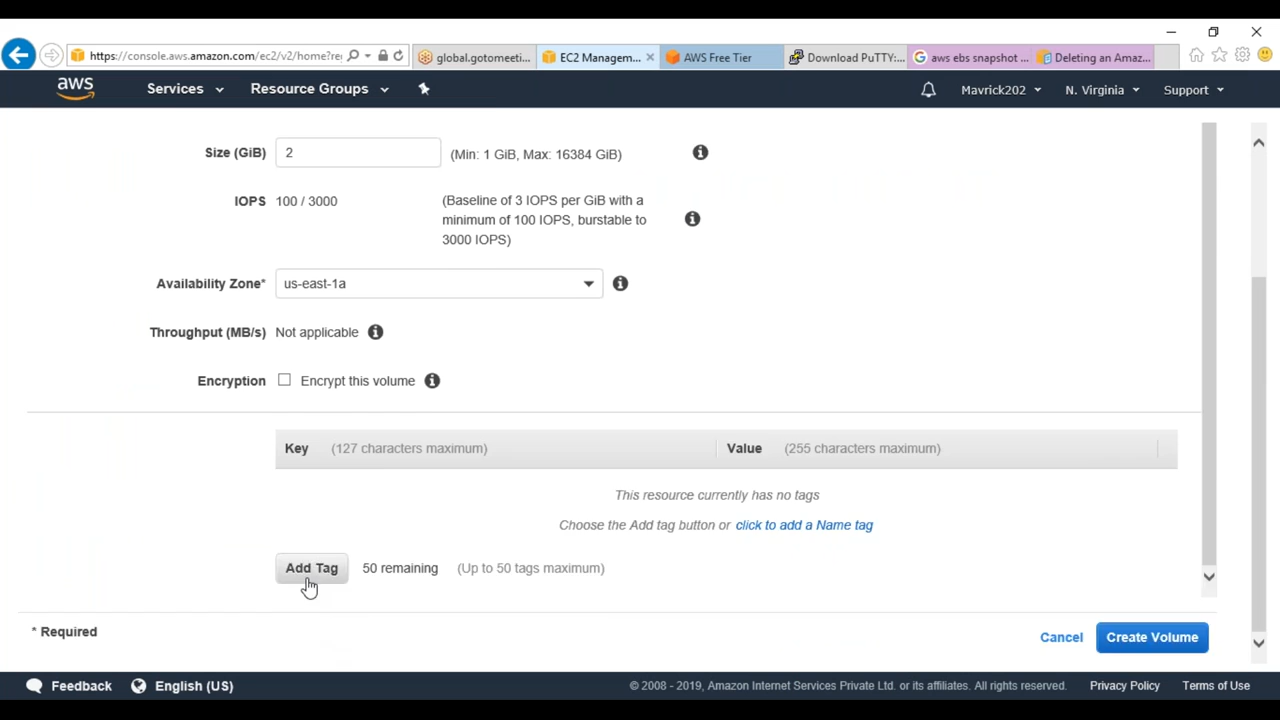 https://console.aws.amazon.com/ec2/v2/home?re
global.gotomeeti...
EC2 Managem...
AWS Free Tier
Download PuTTY:...
aws ebs snapshot ...
Deleting an Amaz...
aws
Services
Resource Groups
Mavrick202
N. Virginia
Support
Size (GiB)
2
(Min: 1 GiB, Max: 16384 GiB)
IOPS
100 / 3000
(Baseline of 3 IOPS per GiB with a
minimum of 100 IOPS, burstable to
3000 IOPS)
Availability Zone*
us-east-1a
Throughput (MB/s)
Not applicable
Encryption
Encrypt this volume
Key (127 characters maximum)
Value (255 characters maximum)
This resource currently has no tags
Choose the Add tag button or click to add a Name tag
Add Tag
50 remaining
(Up to 50 tags maximum)
* Required
Cancel
Create Volume
Feedback
English (US)
© 2008 - 2019, Amazon Internet Services Private Ltd. or its affiliates. All rights reserved.
Privacy Policy
Terms of Use